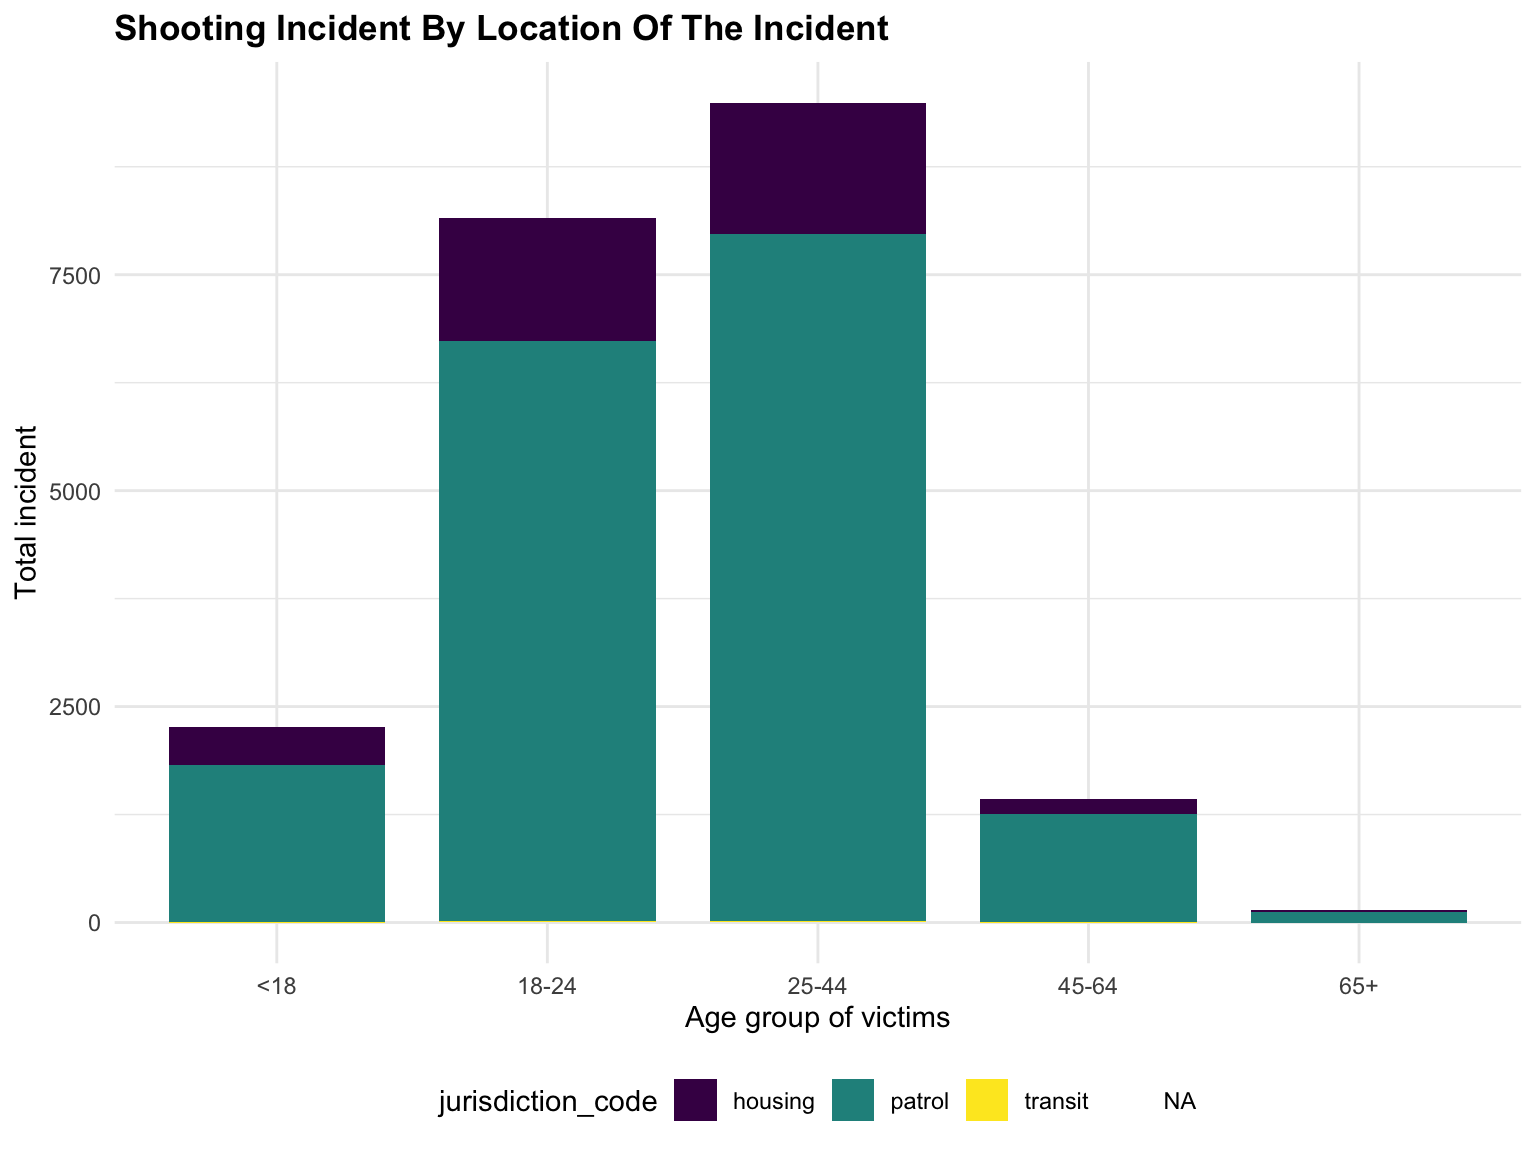 Shooting Incident By Location Of The Incident
Total incident
7500
5000
2500
0
<18 18-24 25-44 45-64 65+
Age group of victims
jurisdiction_code housing patrol transit NA